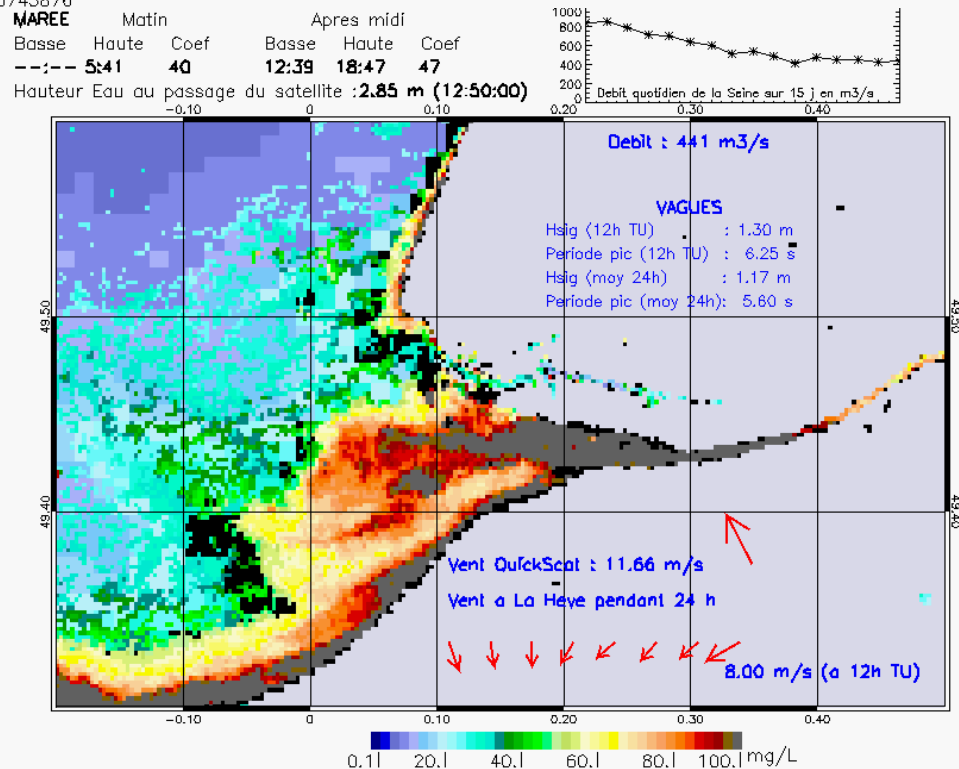 MAREE Matin Apres midi
Basse Haute Coef Basse Haute Coef
--:-- 5:41 40 12:39 18:47 47
Hauteur Eau au passage du satellite :2.85 m (12:50:00)
1000
800
600
400
200
0
Debit quotidien de la Seine sur 15 j en m3/s
-0.10 0 0.10 0.20 0.30 0.40
Debit : 441 m3/s
VAGUES
Hsig (12h TU) : 1.30 m
Periode pic (12h TU) : 6.25 s
Hsig (moy 24h) : 1.17 m
Periode pic (moy 24h): 5.60 s
49.50 49.50
49.40 49.40
Vent QuickScat : 11.66 m/s
Vent a La Heve pendant 24 h
8.00 m/s (a 12h TU)
-0.10 0 0.10 0.20 0.30 0.40
0.1| 20.| 40.| 60.| 80.| 100.| mg/L